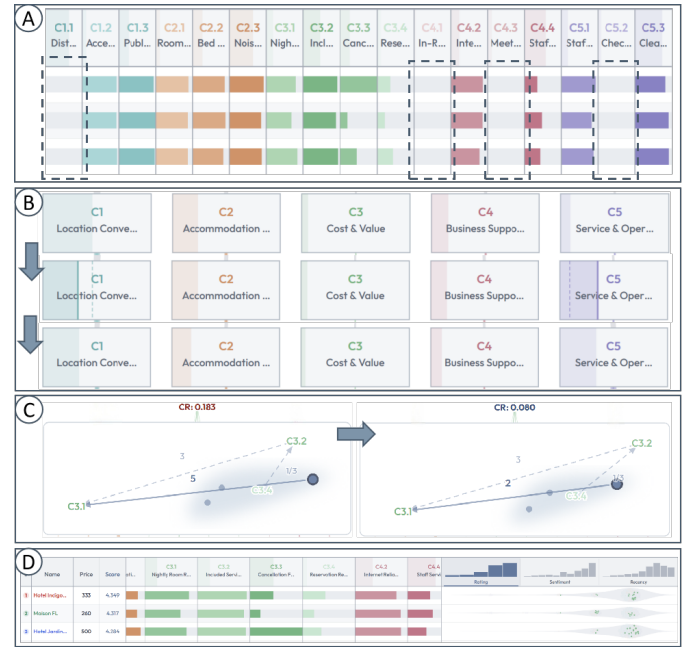 A
C1.1 C1.2 C1.3 C2.1 C2.2 C2.3 C3.1 C3.2 C3.3 C3.4 C4.1 C4.2 C4.3 C4.4 C5.1 C5.2 C5.3
Dist... Acce... Publ... Room... Bed ... Nois... Nigh... Incl... Canc... Rese... In-R... Inte... Meet... Staf... Staf... Chec... Clea...
B
C1 C2 C3 C4 C5
Location Conve... Accommodation ... Cost & Value Business Suppo... Service & Oper...
C1 C2 C3 C4 C5
Location Conve... Accommodation ... Cost & Value Business Suppo... Service & Oper...
C1 C2 C3 C4 C5
Location Conve... Accommodation ... Cost & Value Business Suppo... Service & Oper...
C
CR: 0.183 CR: 0.080
C3.2 C3.2
3 3
5 1/3 2 1/3
C3.4 C3.4
C3.1 C3.1
D
Name Price Score C3.1 C3.2 C3.3 C3.4 C4.2 C4.4
Nightly Room R... Included Servi... Cancellation P... Reservation Re... Internet Relia... Staff Serv
Rating Sentiment Recency
1 Hotel Indigo... 333 4.349
2 Maison FL 260 4.317
3 Hotel Jardin... 500 4.184